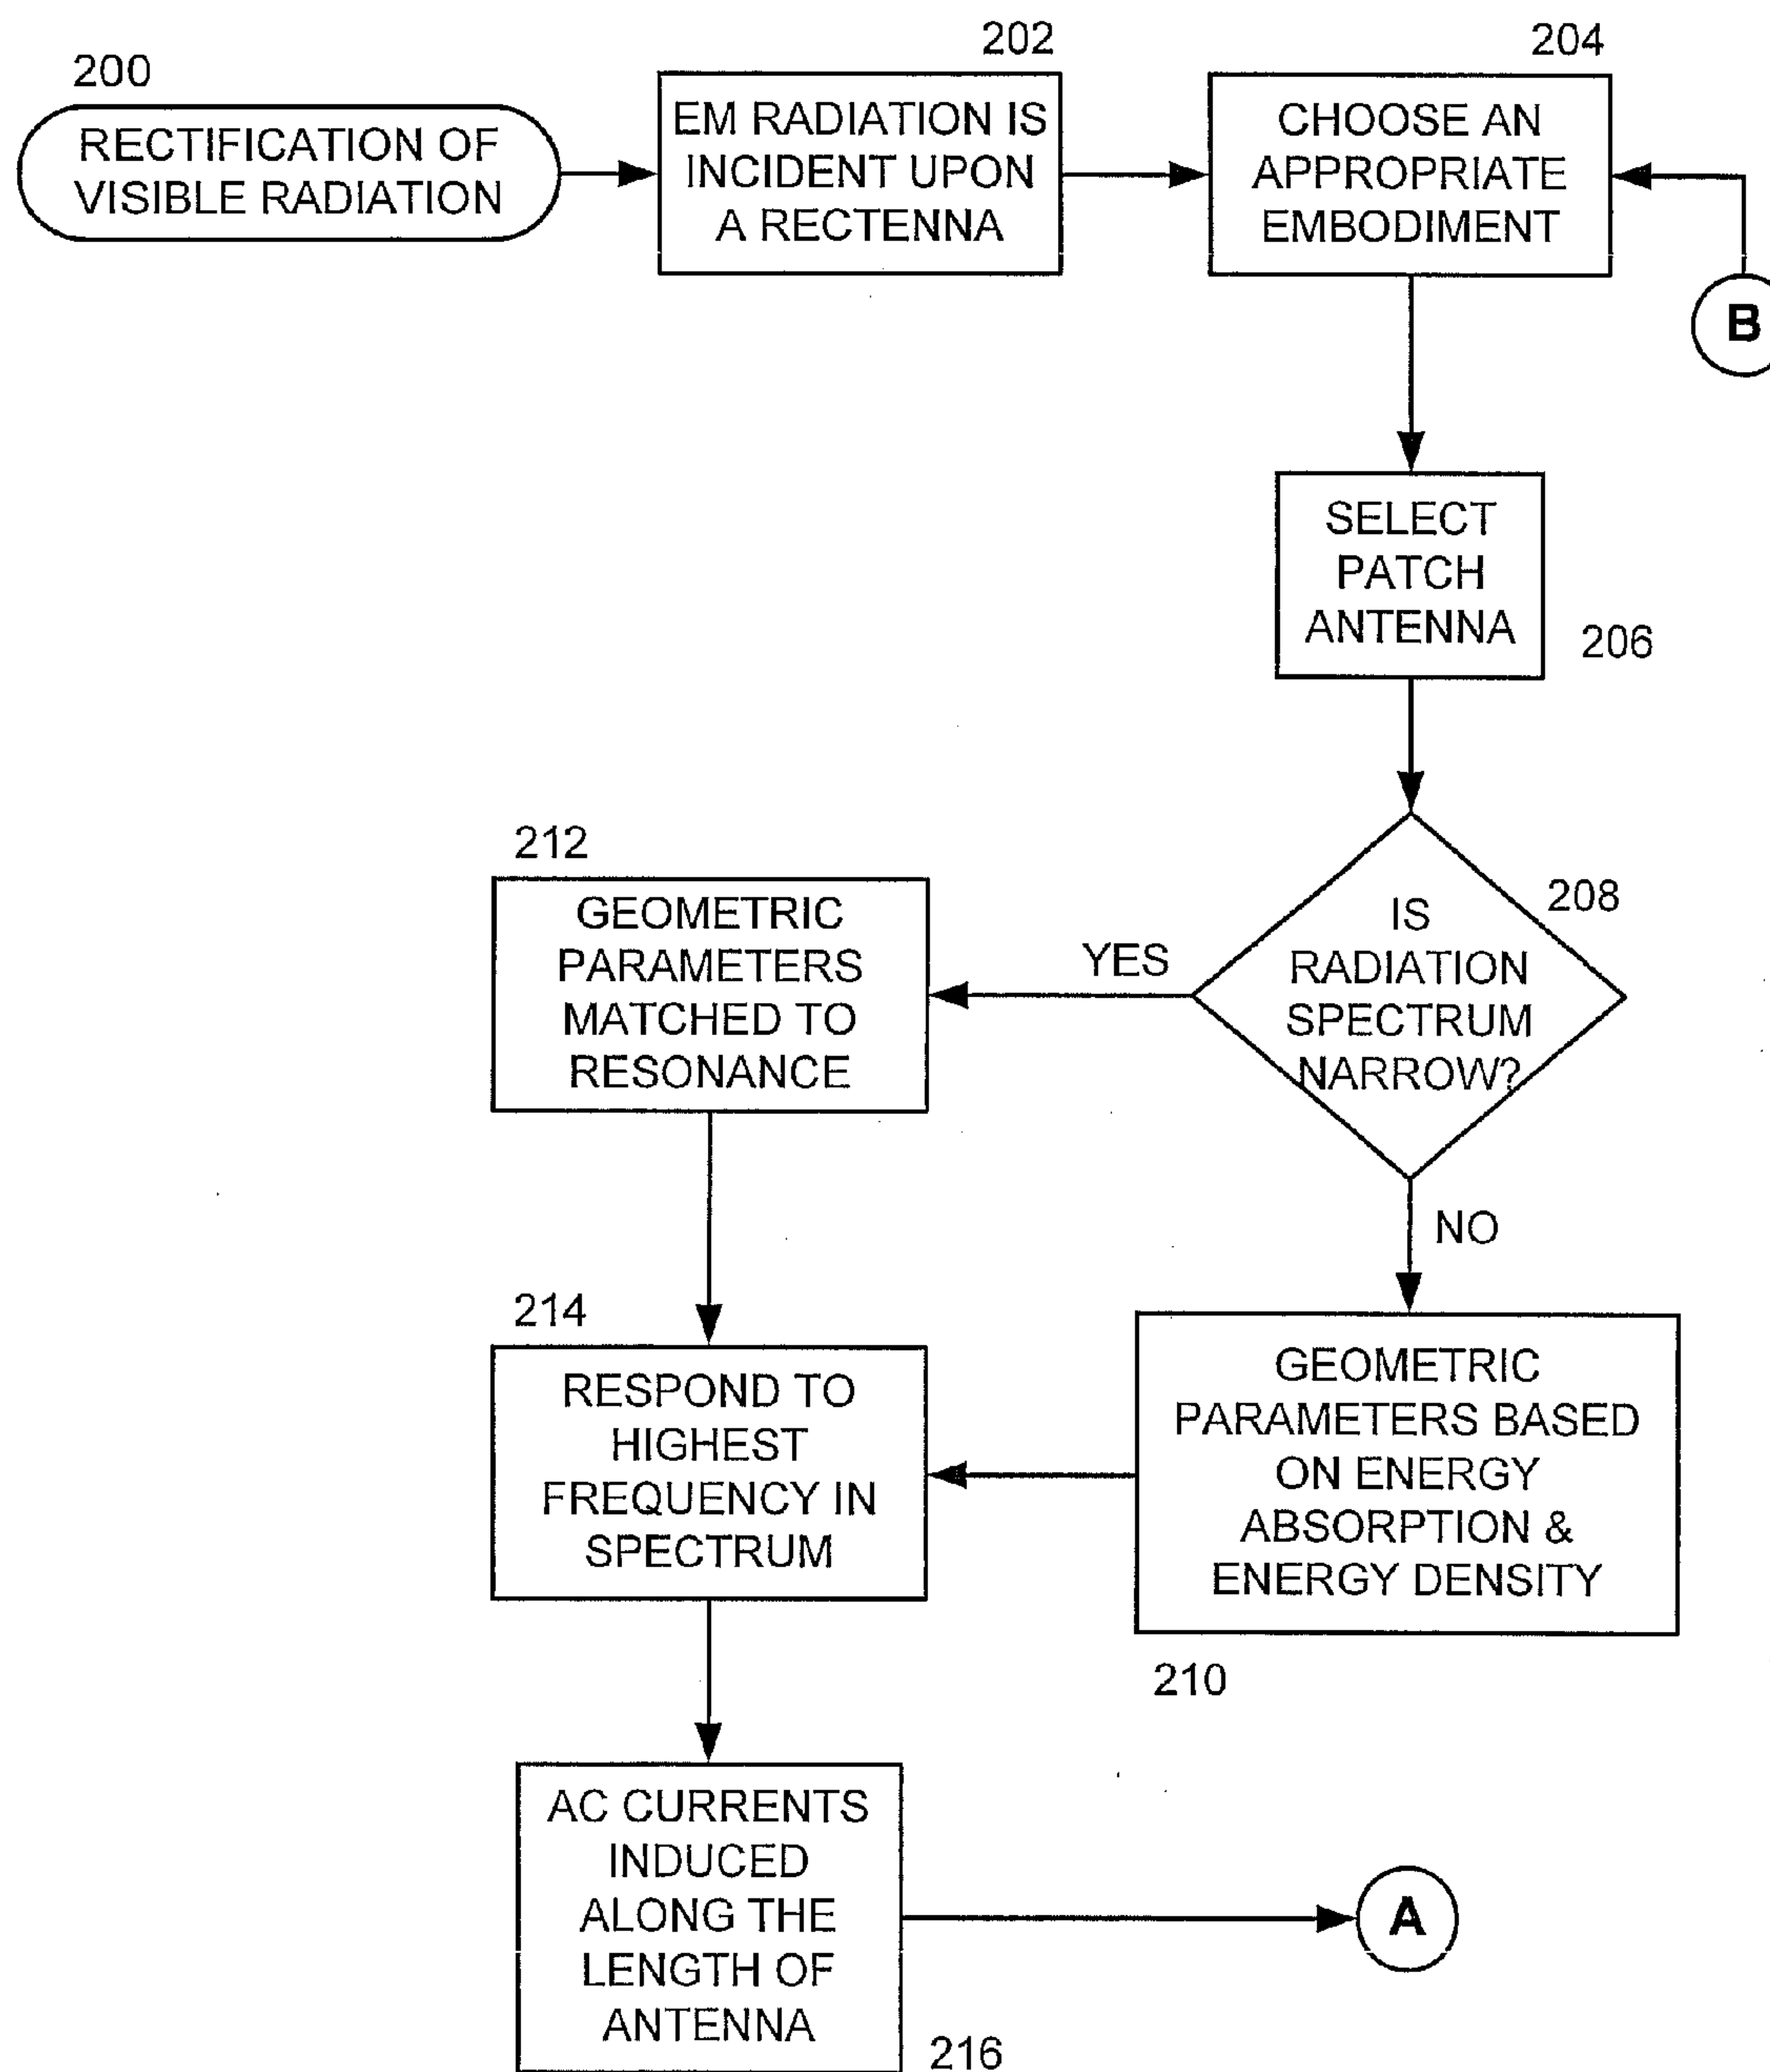 200
RECTIFICATION OF
VISIBLE RADIATION
202
EM RADIATION IS
INCIDENT UPON
A RECTENNA
204
CHOOSE AN
APPROPRIATE
EMBODIMENT
B
SELECT
PATCH
ANTENNA
206
208
IS
RADIATION
SPECTRUM
NARROW?
YES
NO
212
GEOMETRIC
PARAMETERS
MATCHED TO
RESONANCE
GEOMETRIC
PARAMETERS BASED
ON ENERGY
ABSORPTION &
ENERGY DENSITY
210
214
RESPOND TO
HIGHEST
FREQUENCY IN
SPECTRUM
AC CURRENTS
INDUCED
ALONG THE
LENGTH OF
ANTENNA
216
A